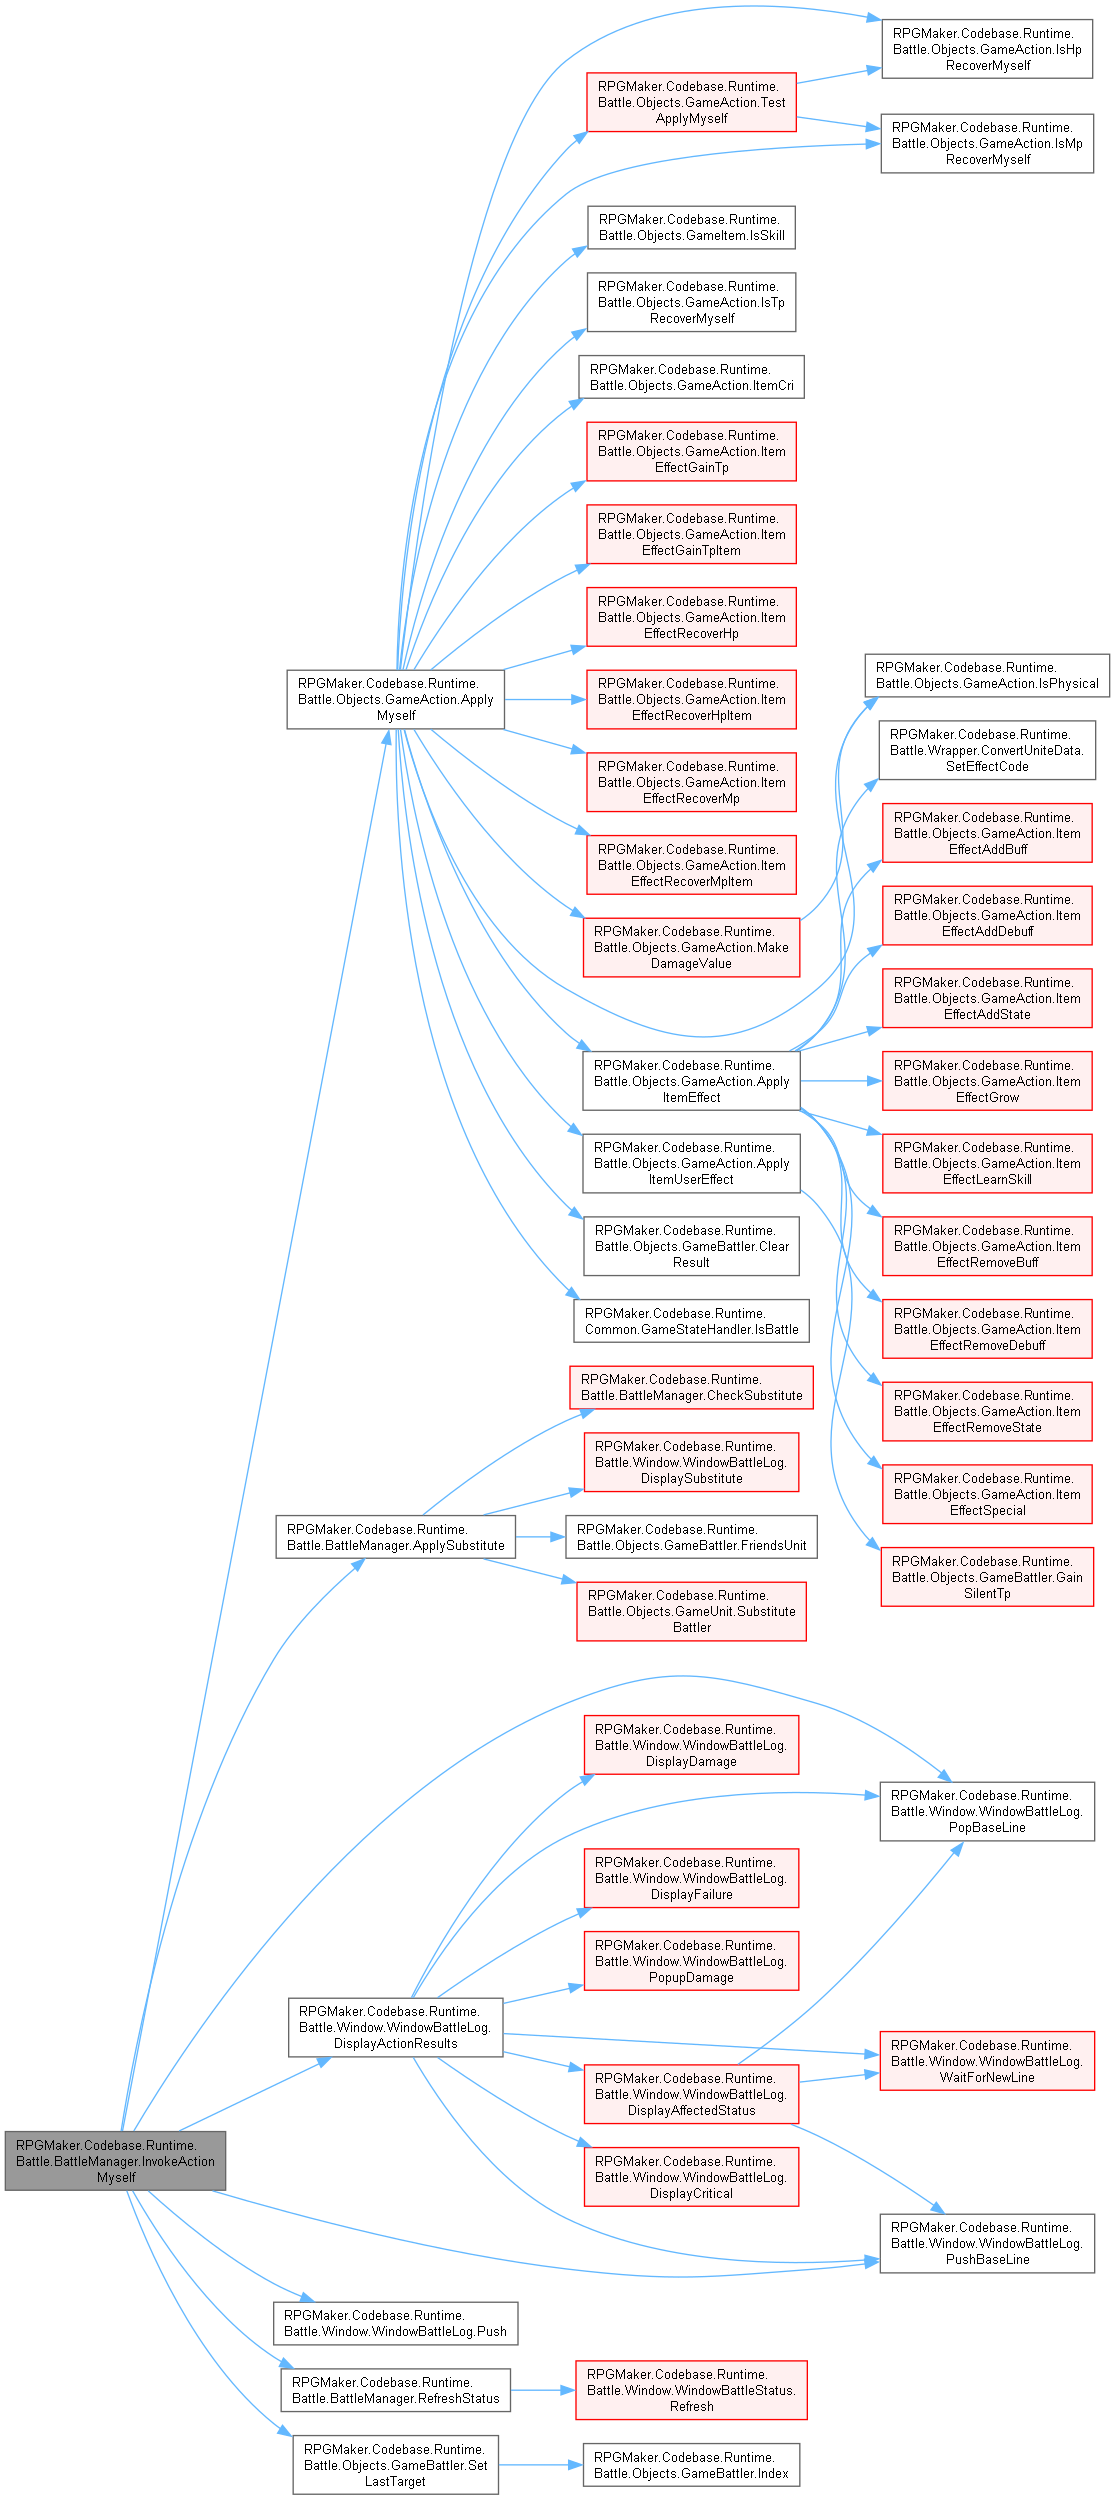 RPGMaker.Codebase.Runtime.
Battle.Objects.GameAction.IsHp
RecoverMyself
RPGMaker.Codebase.Runtime.
Battle.Objects.GameAction.Test
ApplyMyself
RPGMaker.Codebase.Runtime.
Battle.Objects.GameAction.IsMp
RecoverMyself
RPGMaker.Codebase.Runtime.
Battle.Objects.GameItem.IsSkill
RPGMaker.Codebase.Runtime.
Battle.Objects.GameAction.IsTp
RecoverMyself
RPGMaker.Codebase.Runtime.
Battle.Objects.GameAction.ItemCri
RPGMaker.Codebase.Runtime.
Battle.Objects.GameAction.Item
EffectGainTp
RPGMaker.Codebase.Runtime.
Battle.Objects.GameAction.Item
EffectGainTpItem
RPGMaker.Codebase.Runtime.
Battle.Objects.GameAction.Item
EffectRecoverHp
RPGMaker.Codebase.Runtime.
Battle.Objects.GameAction.IsPhysical
RPGMaker.Codebase.Runtime.
Battle.Objects.GameAction.Apply
Myself
RPGMaker.Codebase.Runtime.
Battle.Objects.GameAction.Item
EffectRecoverHpItem
RPGMaker.Codebase.Runtime.
Battle.Wrapper.ConvertUniteData.
SetEffectCode
RPGMaker.Codebase.Runtime.
Battle.Objects.GameAction.Item
EffectRecoverMp
RPGMaker.Codebase.Runtime.
Battle.Objects.GameAction.Item
EffectAddBuff
RPGMaker.Codebase.Runtime.
Battle.Objects.GameAction.Item
EffectRecoverMpItem
RPGMaker.Codebase.Runtime.
Battle.Objects.GameAction.Item
EffectAddDebuff
RPGMaker.Codebase.Runtime.
Battle.Objects.GameAction.Make
DamageValue
RPGMaker.Codebase.Runtime.
Battle.Objects.GameAction.Item
EffectAddState
RPGMaker.Codebase.Runtime.
Battle.Objects.GameAction.Apply
ItemEffect
RPGMaker.Codebase.Runtime.
Battle.Objects.GameAction.Item
EffectGrow
RPGMaker.Codebase.Runtime.
Battle.Objects.GameAction.Apply
ItemUserEffect
RPGMaker.Codebase.Runtime.
Battle.Objects.GameAction.Item
EffectLearnSkill
RPGMaker.Codebase.Runtime.
Battle.Objects.GameBattler.Clear
Result
RPGMaker.Codebase.Runtime.
Battle.Objects.GameAction.Item
EffectRemoveBuff
RPGMaker.Codebase.Runtime.
Common.GameStateHandler.IsBattle
RPGMaker.Codebase.Runtime.
Battle.Objects.GameAction.Item
EffectRemoveDebuff
RPGMaker.Codebase.Runtime.
Battle.BattleManager.CheckSubstitute
RPGMaker.Codebase.Runtime.
Battle.Objects.GameAction.Item
EffectRemoveState
RPGMaker.Codebase.Runtime.
Battle.Window.WindowBattleLog.
DisplaySubstitute
RPGMaker.Codebase.Runtime.
Battle.Objects.GameAction.Item
EffectSpecial
RPGMaker.Codebase.Runtime.
Battle.BattleManager.ApplySubstitute
RPGMaker.Codebase.Runtime.
Battle.Objects.GameBattler.FriendsUnit
RPGMaker.Codebase.Runtime.
Battle.Objects.GameBattler.Gain
SilentTp
RPGMaker.Codebase.Runtime.
Battle.Objects.GameUnit.Substitute
Battler
RPGMaker.Codebase.Runtime.
Battle.Window.WindowBattleLog.
DisplayDamage
RPGMaker.Codebase.Runtime.
Battle.Window.WindowBattleLog.
PopBaseLine
RPGMaker.Codebase.Runtime.
Battle.Window.WindowBattleLog.
DisplayFailure
RPGMaker.Codebase.Runtime.
Battle.Window.WindowBattleLog.
PopupDamage
RPGMaker.Codebase.Runtime.
Battle.Window.WindowBattleLog.
DisplayActionResults
RPGMaker.Codebase.Runtime.
Battle.Window.WindowBattleLog.
WaitForNewLine
RPGMaker.Codebase.Runtime.
Battle.Window.WindowBattleLog.
DisplayAffectedStatus
RPGMaker.Codebase.Runtime.
Battle.BattleManager.InvokeAction
Myself
RPGMaker.Codebase.Runtime.
Battle.Window.WindowBattleLog.
DisplayCritical
RPGMaker.Codebase.Runtime.
Battle.Window.WindowBattleLog.
PushBaseLine
RPGMaker.Codebase.Runtime.
Battle.Window.WindowBattleLog.Push
RPGMaker.Codebase.Runtime.
Battle.BattleManager.RefreshStatus
RPGMaker.Codebase.Runtime.
Battle.Window.WindowBattleStatus.
Refresh
RPGMaker.Codebase.Runtime.
Battle.Objects.GameBattler.Set
LastTarget
RPGMaker.Codebase.Runtime.
Battle.Objects.GameBattler.Index